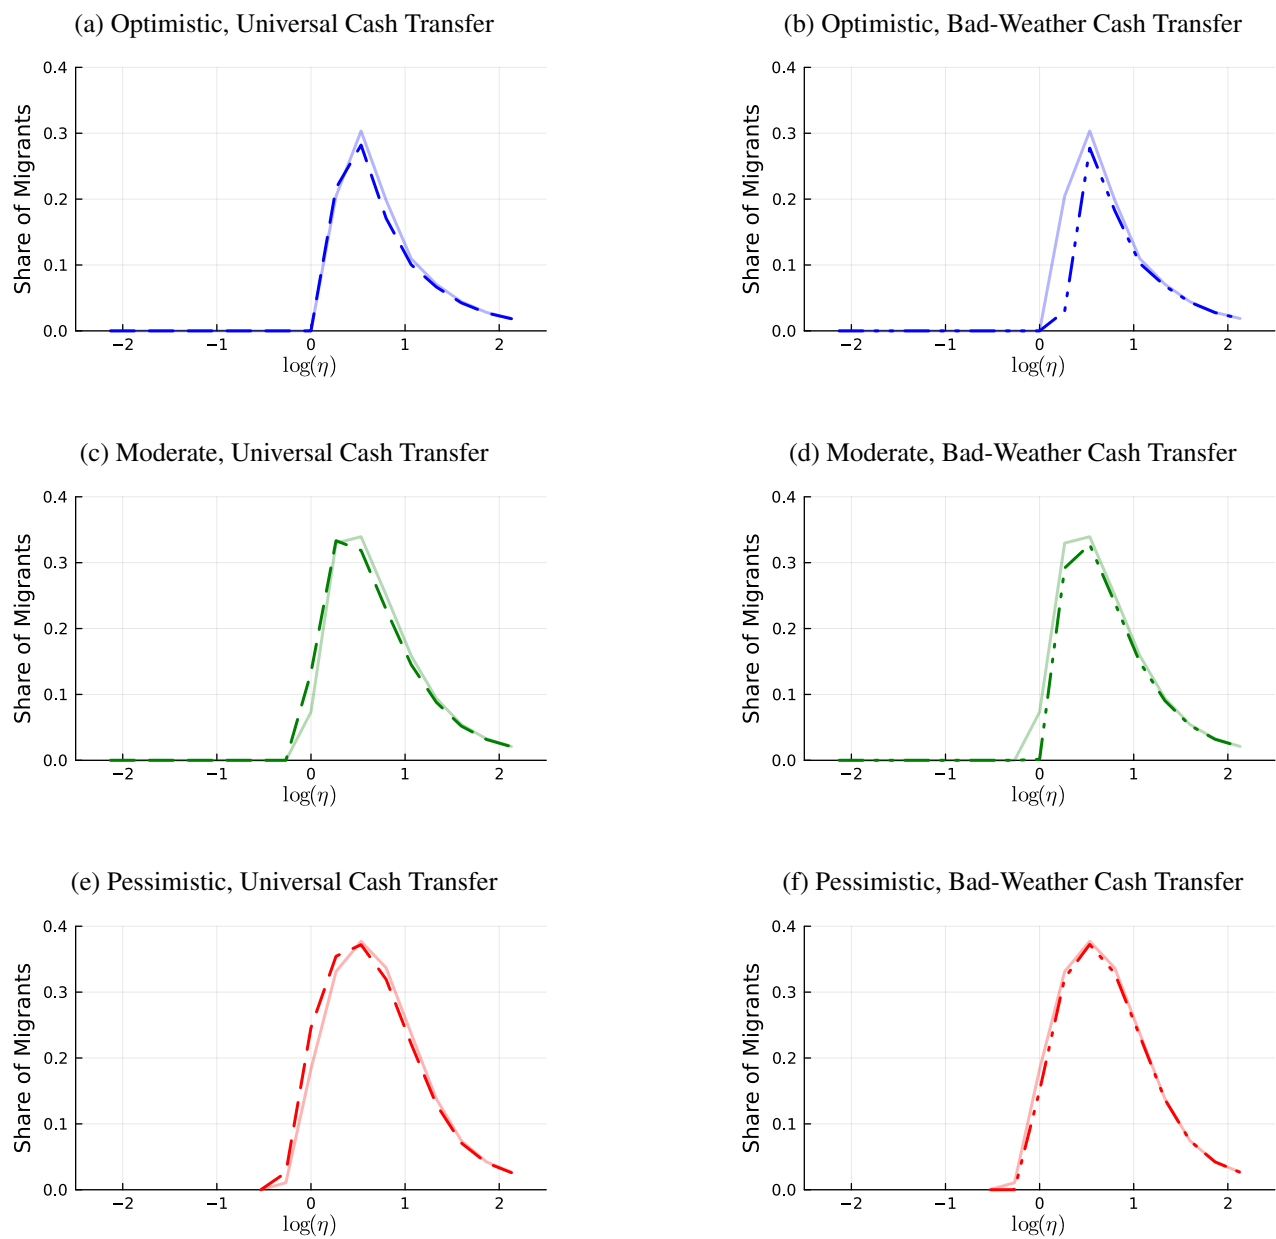 (a) Optimistic, Universal Cash Transfer
0.4
0.3
0.2
0.1
0.0
Share of Migrants
−2 −1 0 1 2
log(η)
(b) Optimistic, Bad-Weather Cash Transfer
0.4
0.3
0.2
0.1
0.0
Share of Migrants
−2 −1 0 1 2
log(η)
(c) Moderate, Universal Cash Transfer
0.4
0.3
0.2
0.1
0.0
Share of Migrants
−2 −1 0 1 2
log(η)
(d) Moderate, Bad-Weather Cash Transfer
0.4
0.3
0.2
0.1
0.0
Share of Migrants
−2 −1 0 1 2
log(η)
(e) Pessimistic, Universal Cash Transfer
0.4
0.3
0.2
0.1
0.0
Share of Migrants
−2 −1 0 1 2
log(η)
(f) Pessimistic, Bad-Weather Cash Transfer
0.4
0.3
0.2
0.1
0.0
Share of Migrants
−2 −1 0 1 2
log(η)